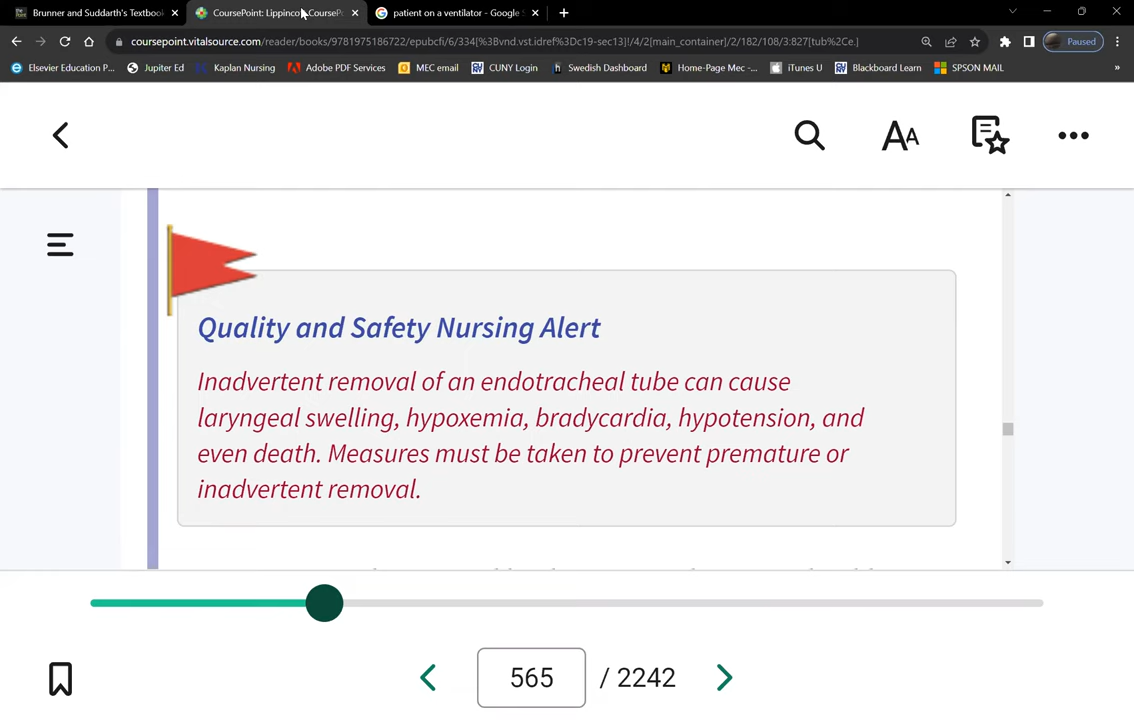 Brunner and Suddarth's Textbook
CoursePoint: Lippinco
CourseP
patient on a ventilator - Google S
coursepoint.vitalsource.com/reader/books/9781975186722/epubcfi/6/334[%3Bvnd.vst.idref%3Dc19-sec13]!/4/2[main_container]/2/182/108/3:827[tub%2Ce.]
Paused
Elsevier Education P...
Jupiter Ed
Kaplan Nursing
Adobe PDF Services
MEC email
CUNY Login
Swedish Dashboard
Home-Page Mec -...
iTunes U
Blackboard Learn
SPSON MAIL
»
AA
Quality and Safety Nursing Alert
Inadvertent removal of an endotracheal tube can cause
laryngeal swelling, hypoxemia, bradycardia, hypotension, and
even death. Measures must be taken to prevent premature or
inadvertent removal.
565 / 2242